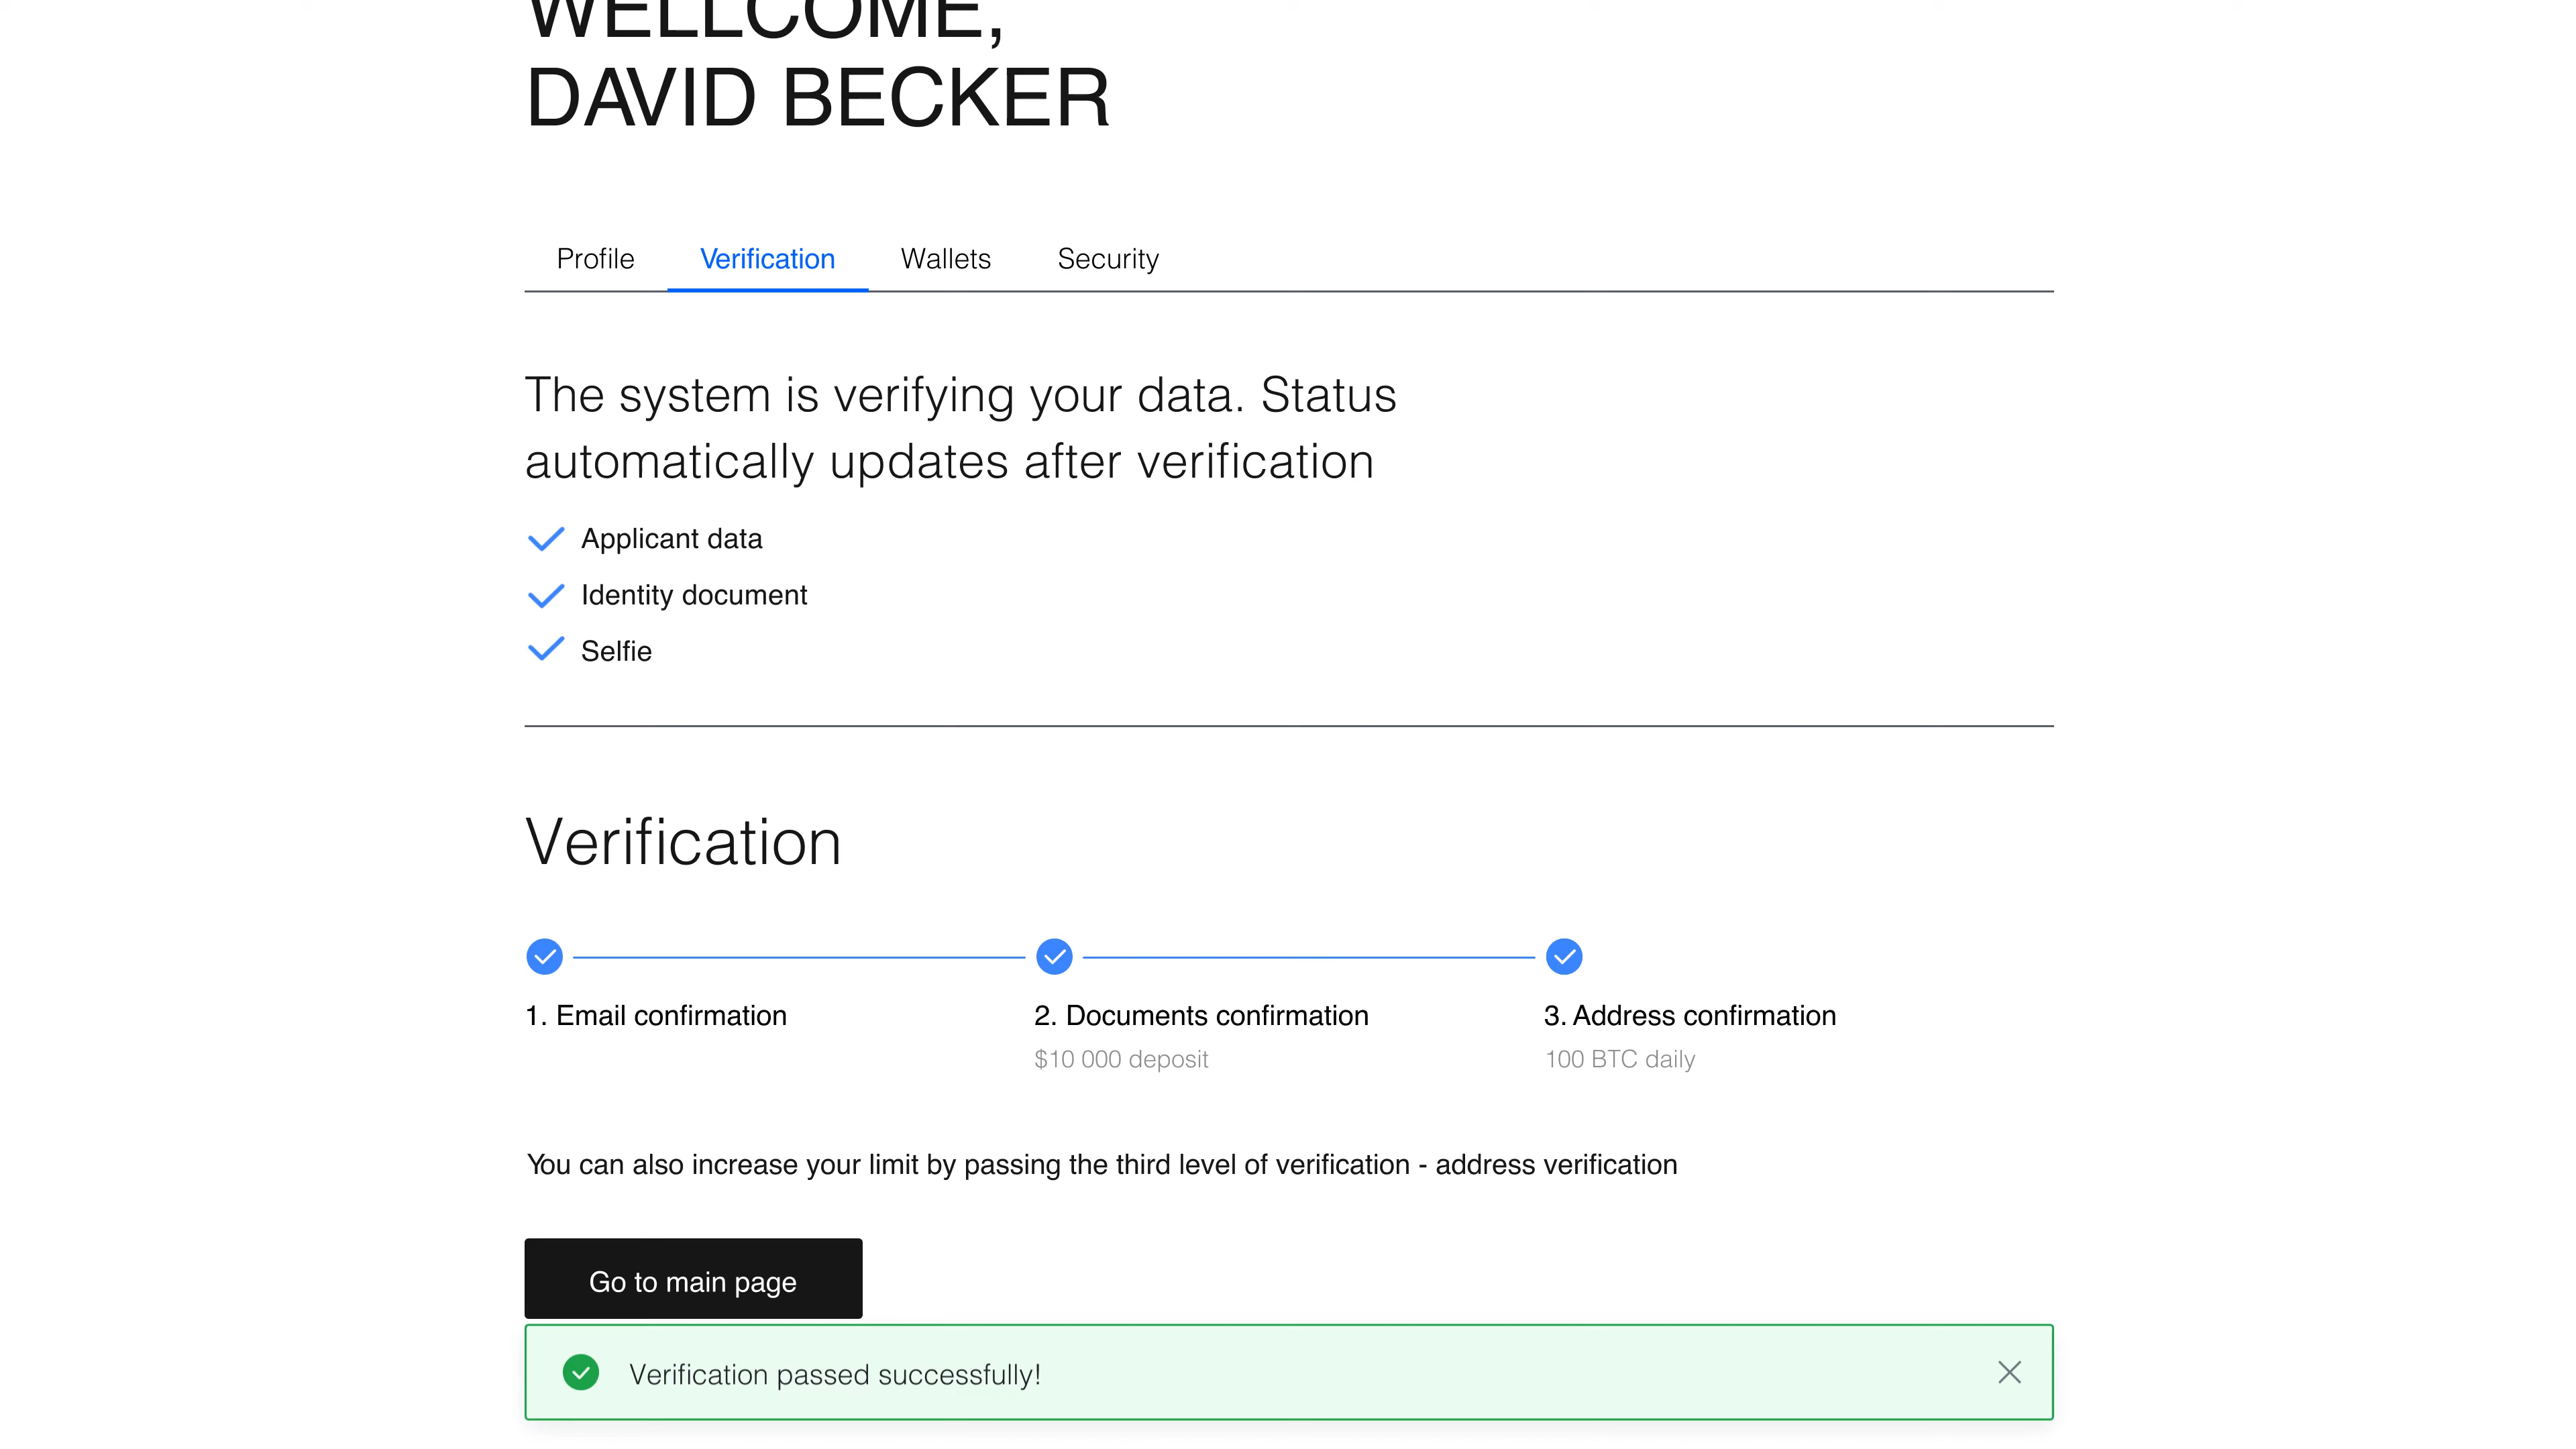 WELLCOME,
DAVID BECKER
Profile Verification Wallets Security
The system is verifying your data. Status
automatically updates after verification
Applicant data
Identity document
Selfie
Verification
1. Email confirmation 2. Documents confirmation 3. Address confirmation
$10 000 deposit 100 BTC daily
You can also increase your limit by passing the third level of verification - address verification
Go to main page
Verification passed successfully!